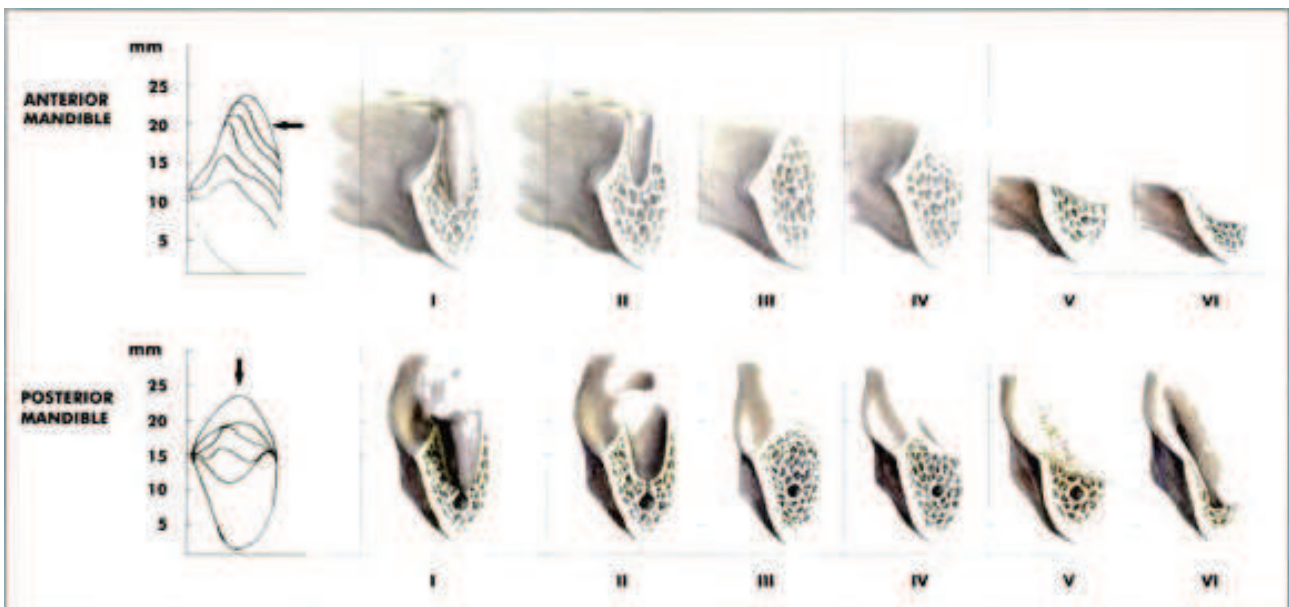 mm
25
ANTERIOR
MANDIBLE
20
15
10
5
I II III IV V VI
mm
25
POSTERIOR
MANDIBLE
20
15
10
5
I II III IV V VI